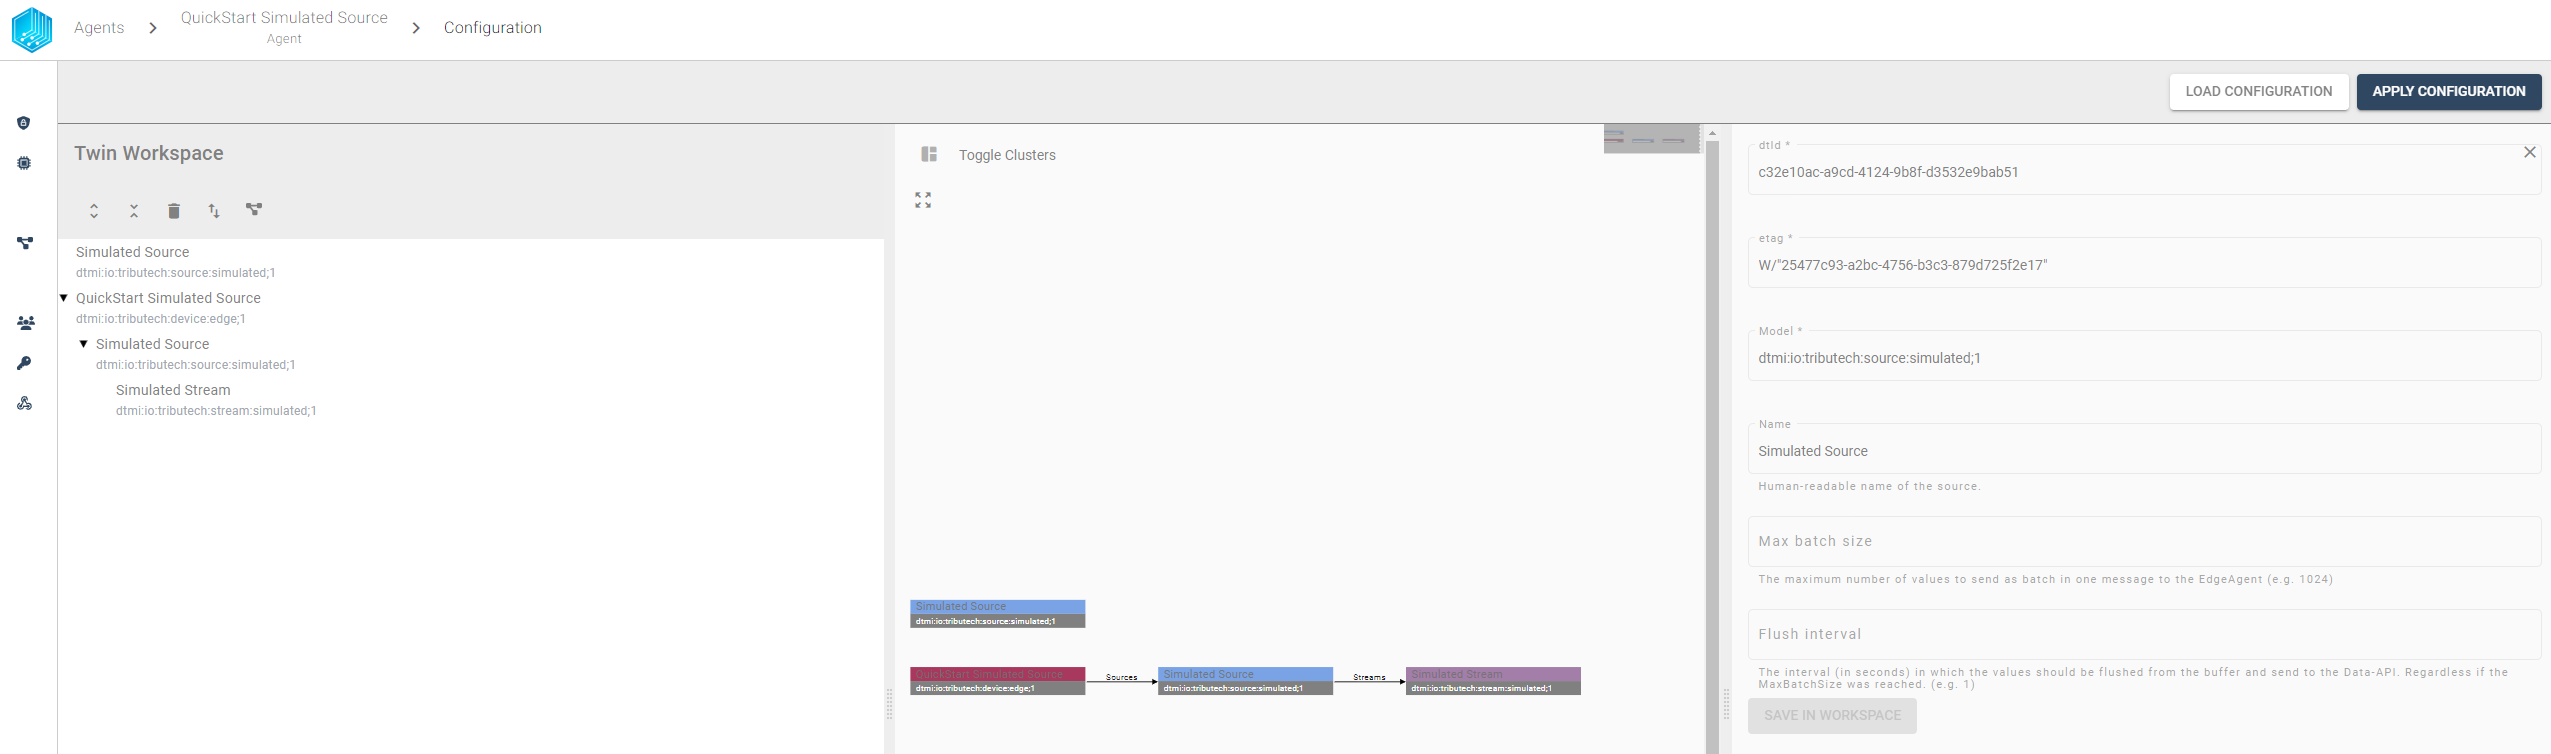 Agents
QuickStart Simulated Source
Agent
Configuration
LOAD CONFIGURATION
APPLY CONFIGURATION
Twin Workspace
Simulated Source
dtmi:io:tributech:source:simulated;1
QuickStart Simulated Source
dtmi:io:tributech:device:edge;1
Simulated Source
dtmi:io:tributech:source:simulated;1
Simulated Stream
dtmi:io:tributech:stream:simulated;1
Toggle Clusters
Simulated Source
dtmi:io:tributech:source:simulated;1
QuickStart Simulated Source
dtmi:io:tributech:device:edge;1
Sources
Simulated Source
dtmi:io:tributech:source:simulated;1
Streams
Simulated Stream
dtmi:io:tributech:stream:simulated;1
dtId *
c32e10ac-a9cd-4124-9b8f-d3532e9bab51
etag *
W/"25477c93-a2bc-4756-b3c3-879d725f2e17"
Model *
dtmi:io:tributech:source:simulated;1
Name
Simulated Source
Human-readable name of the source.
Max batch size
The maximum number of values to send as batch in one message to the EdgeAgent (e.g. 1024)
Flush interval
The interval (in seconds) in which the values should be flushed from the buffer and send to the Data-API. Regardless if the
MaxBatchSize was reached. (e.g. 1)
SAVE IN WORKSPACE